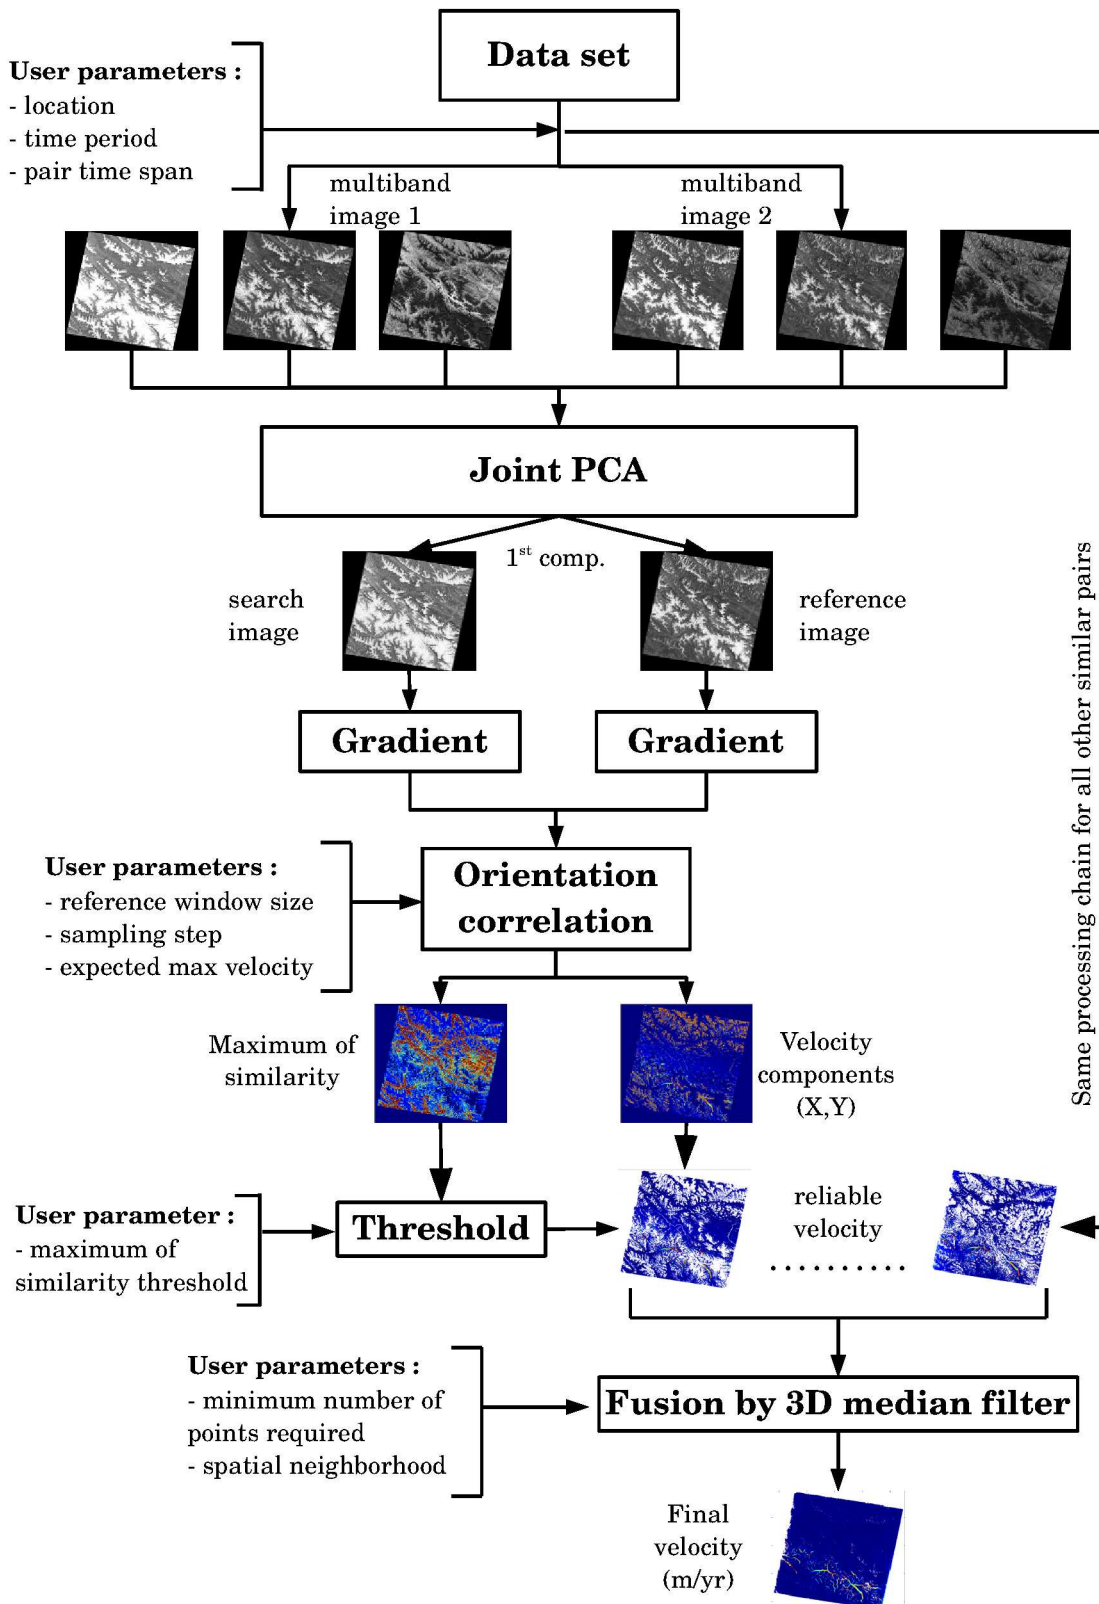 Data set
User parameters :
- location
- time period
- pair time span
multiband
image 1
multiband
image 2
Joint PCA
1st comp.
search
image
reference
image
Gradient
Gradient
User parameters :
- reference window size
- sampling step
- expected max velocity
Orientation
correlation
Maximum of
similarity
Velocity
components
(X,Y)
Same processing chain for all other similar pairs
User parameter :
- maximum of
similarity threshold
Threshold
reliable
velocity
. . . . . . . . . .
User parameters :
- minimum number of
points required
- spatial neighborhood
Fusion by 3D median filter
Final
velocity
(m/yr)